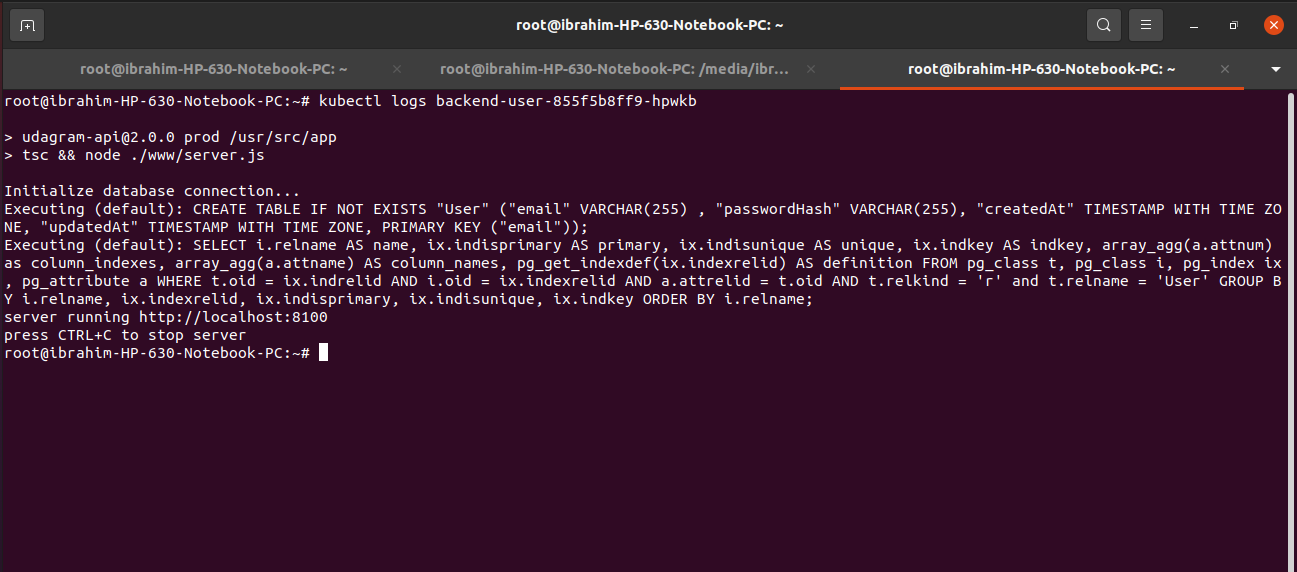 root@ibrahim-HP-630-Notebook-PC: ~
root@ibrahim-HP-630-Notebook-PC: ~
root@ibrahim-HP-630-Notebook-PC: /media/ibr...
root@ibrahim-HP-630-Notebook-PC: ~
root@ibrahim-HP-630-Notebook-PC:~# kubectl logs backend-user-855f5b8ff9-hpwkb
> udagram-api@2.0.0 prod /usr/src/app
> tsc && node ./www/server.js
Initialize database connection...
Executing (default): CREATE TABLE IF NOT EXISTS "User" ("email" VARCHAR(255) , "passwordHash" VARCHAR(255), "createdAt" TIMESTAMP WITH TIME ZO
NE, "updatedAt" TIMESTAMP WITH TIME ZONE, PRIMARY KEY ("email"));
Executing (default): SELECT i.relname AS name, ix.indisprimary AS primary, ix.indisunique AS unique, ix.indkey AS indkey, array_agg(a.attnum)
as column_indexes, array_agg(a.attname) AS column_names, pg_get_indexdef(ix.indexrelid) AS definition FROM pg_class t, pg_class i, pg_index ix
, pg_attribute a WHERE t.oid = ix.indrelid AND i.oid = ix.indexrelid AND a.attrelid = t.oid AND t.relkind = 'r' and t.relname = 'User' GROUP B
Y i.relname, ix.indexrelid, ix.indisprimary, ix.indisunique, ix.indkey ORDER BY i.relname;
server running http://localhost:8100
press CTRL+C to stop server
root@ibrahim-HP-630-Notebook-PC:~#